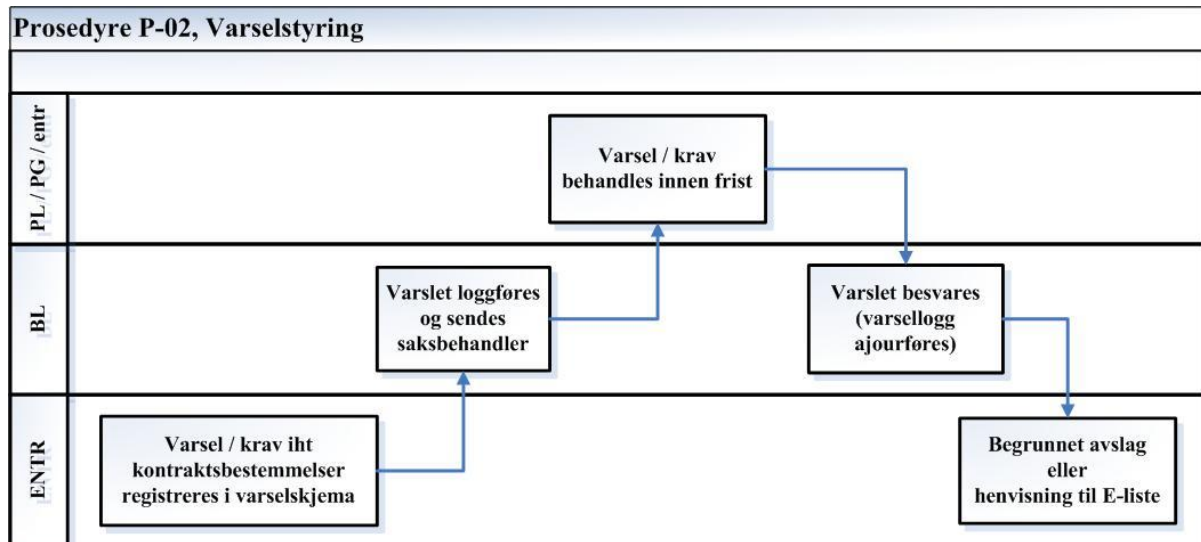 Prosedyre P-02, Varselstyring
PL / PG / entr
Varsel / krav
behandles innen frist
BL
Varslet loggføres
og sendes
saksbehandler
Varslet besvares
(varsellogg
ajourføres)
ENTR
Varsel / krav iht
kontraktsbestemmelser
registreres i varselskjema
Begrunnet avslag
eller
henvisning til E-liste